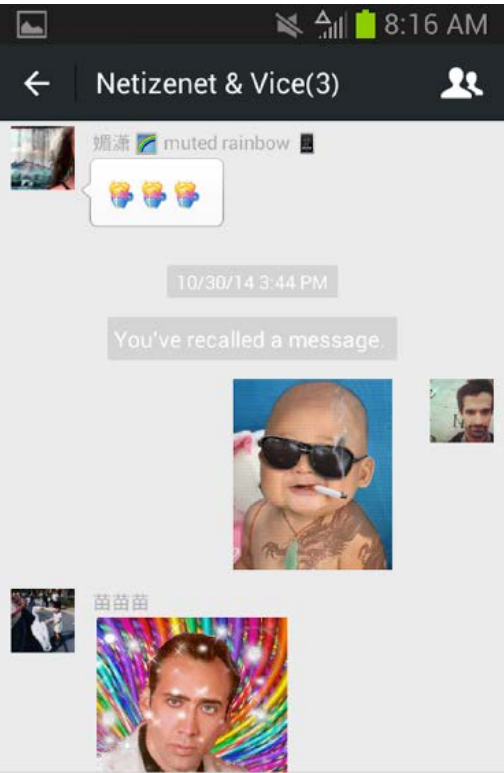 8:16 AM
Netizenet & Vice(3)
媚潇 🌈 muted rainbow 📱
10/30/14 3:44 PM
You've recalled a message.
苗苗苗